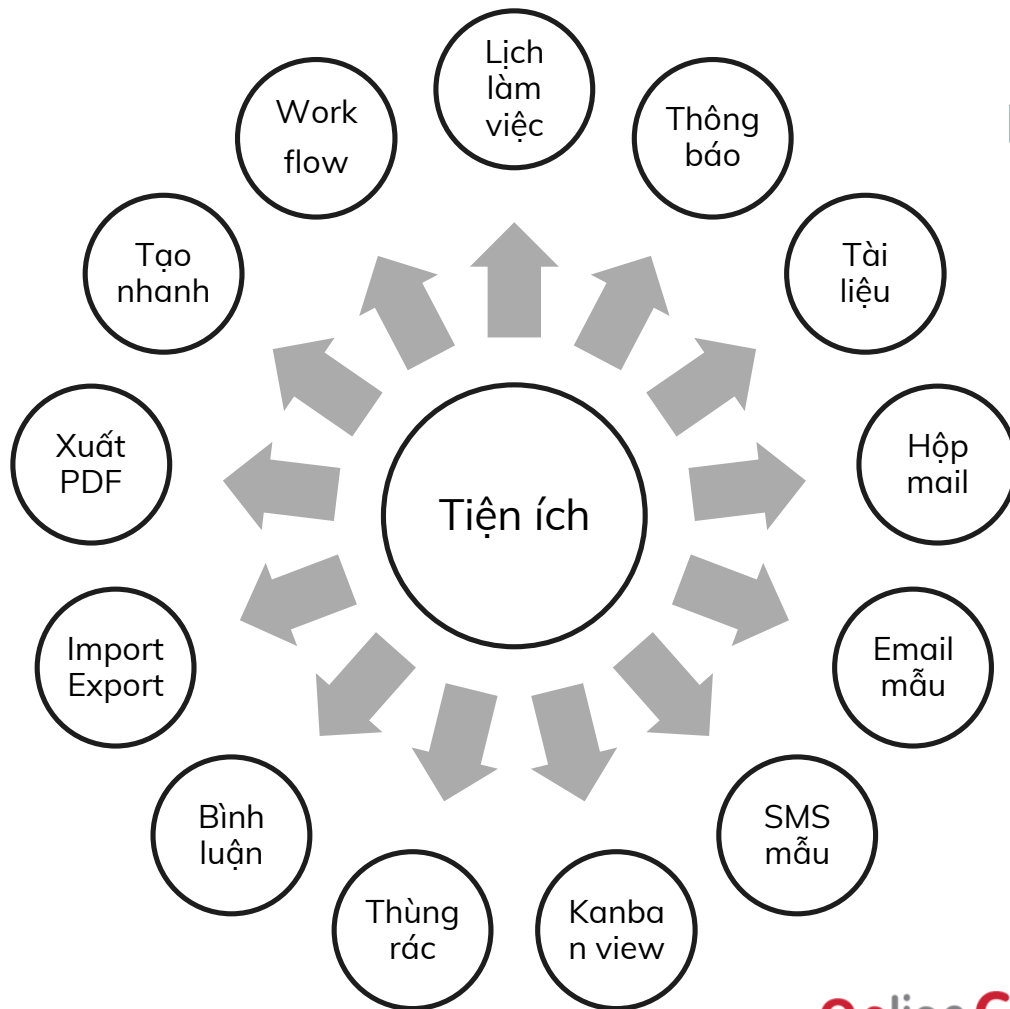 Lịch
làm
việc
Thông
báo
Tài
liệu
Hộp
mail
Email
mẫu
SMS
mẫu
Kanba
n view
Thùng
rác
Bình
luận
Import
Export
Xuất
PDF
Tạo
nhanh
Work
flow
Tiện ích